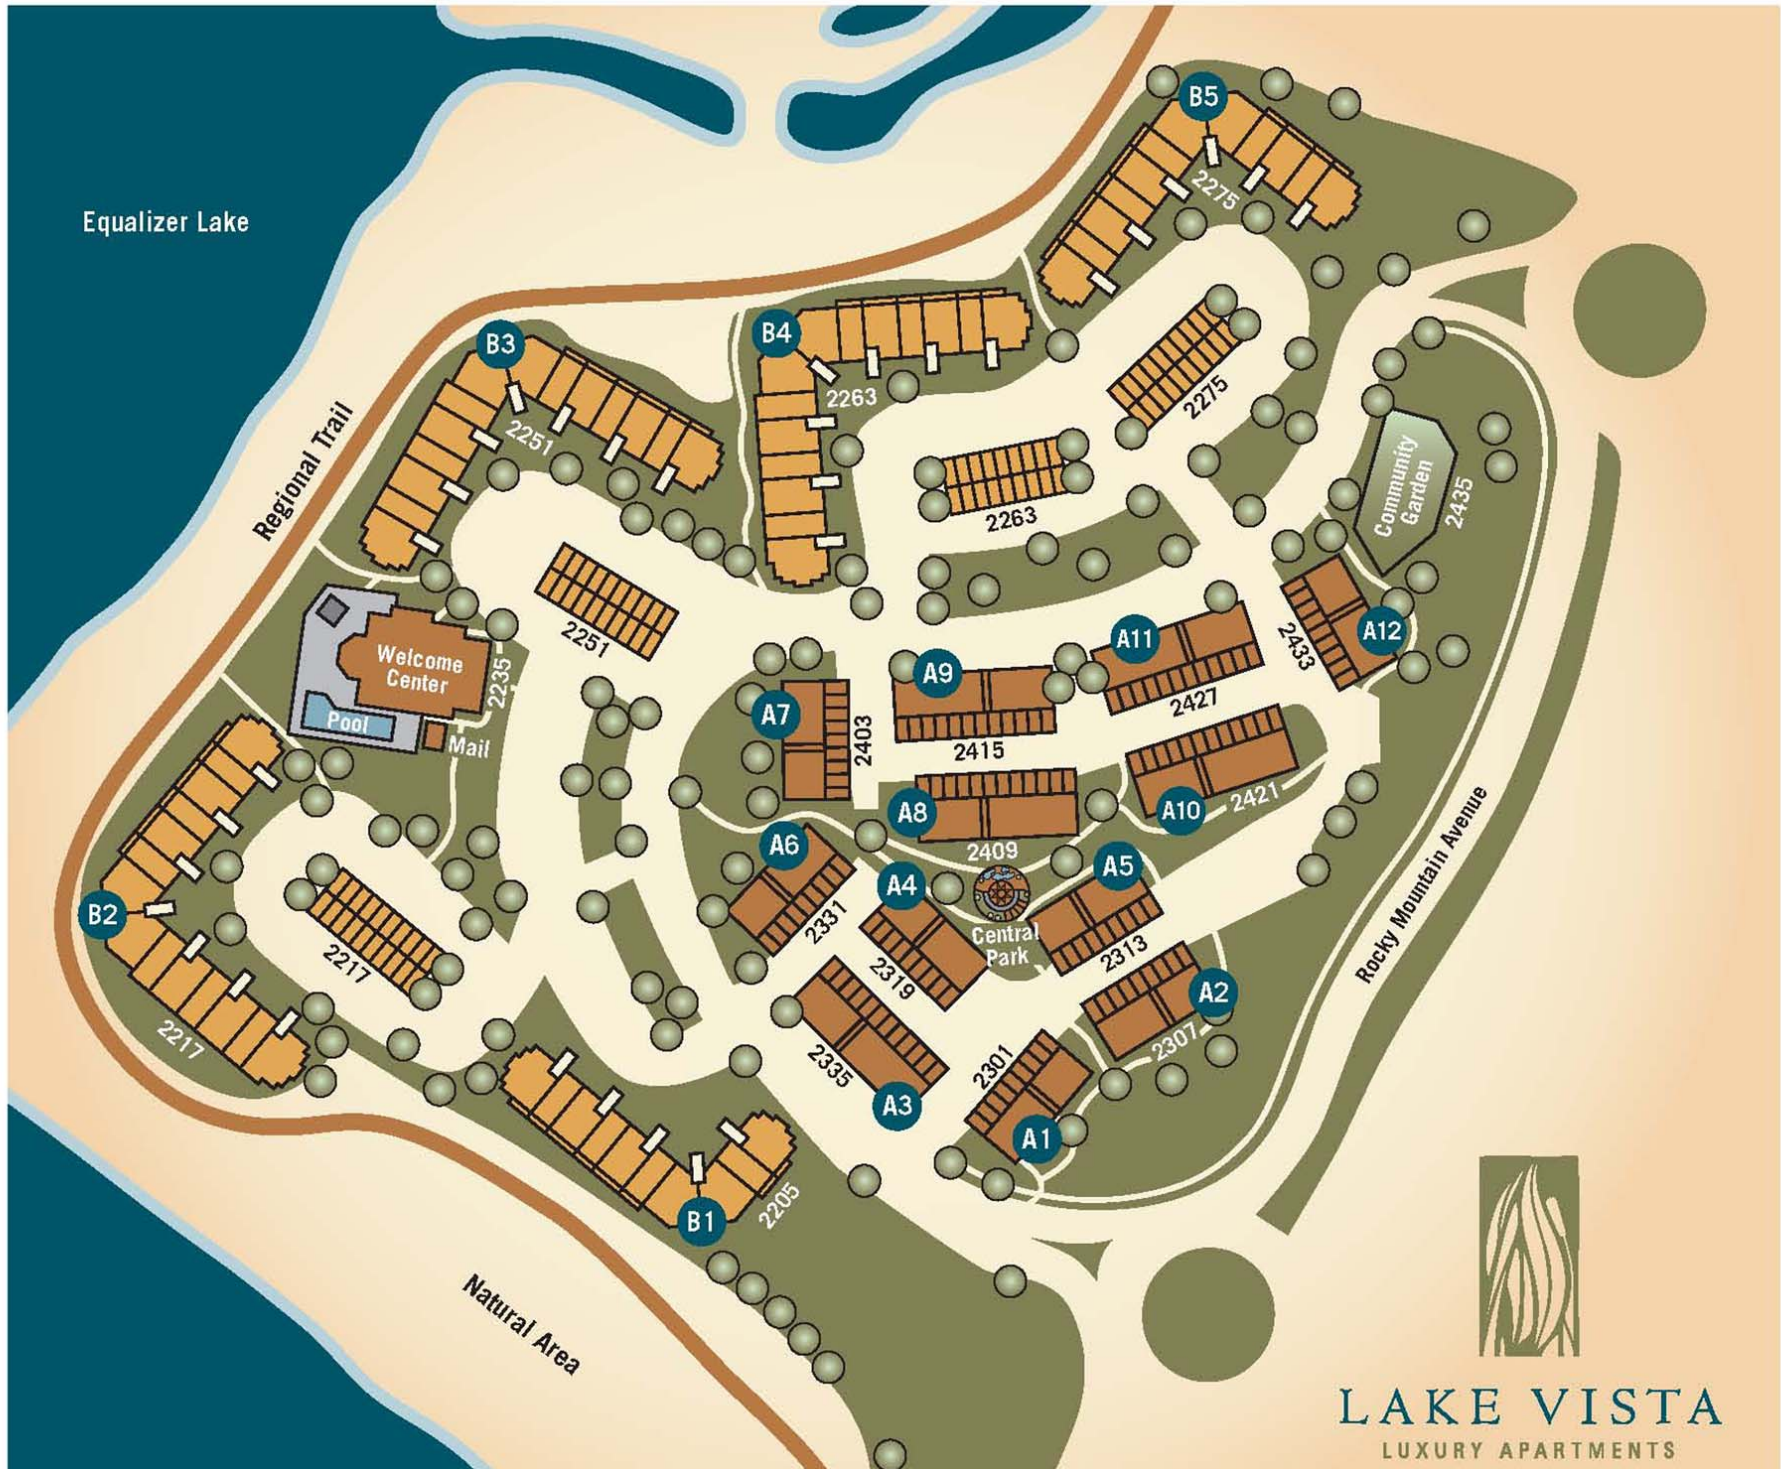 B5
2275
Equalizer Lake
B4
B3
2263
2251
2275
Regional Trail
2263
Community
Garden
2435
2251
A11
A12
2433
Welcome
Center
2235
A9
2427
A7
2403
2415
Pool
Mail
A10
2421
A8
2409
A6
A5
A4
B2
2331
Central
Park
2313
2319
2217
A2
2307
2217
2335
2301
A3
A1
Rocky Mountain Avenue
B1
2205
Natural Area
LAKE VISTA
LUXURY APARTMENTS